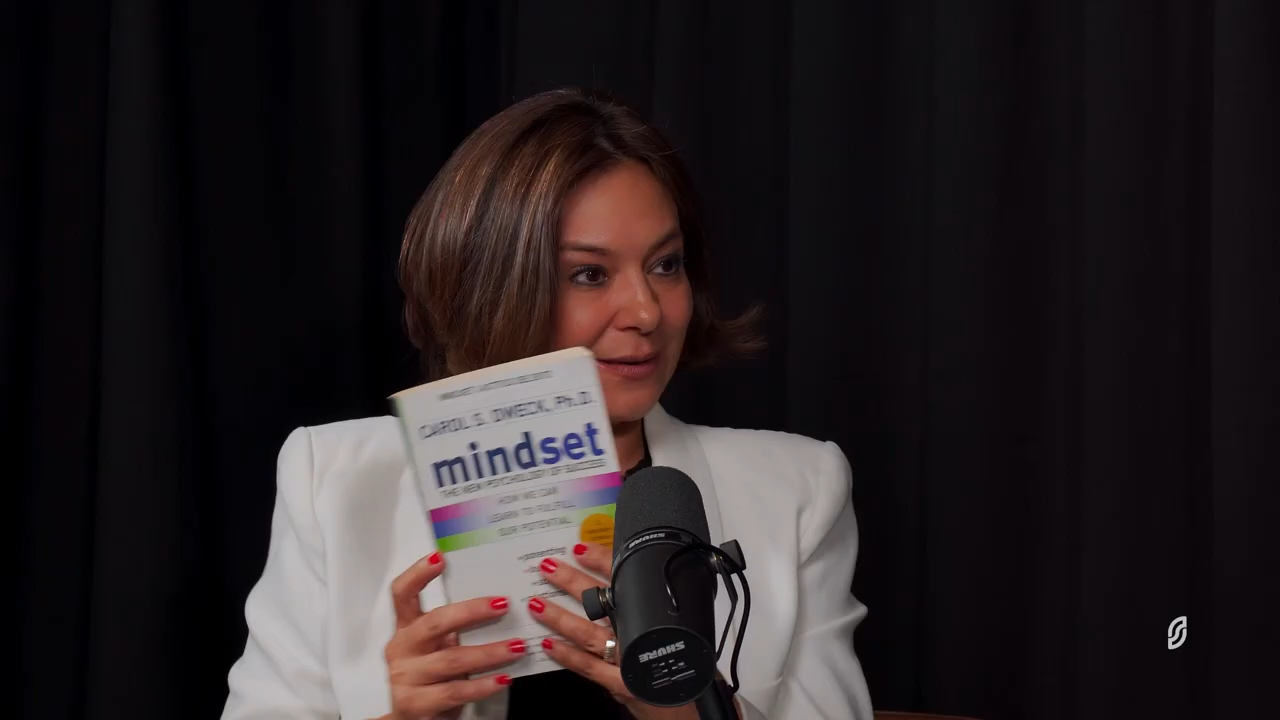 CAROL S. DWECK, Ph.D.
mindset
THE NEW PSYCHOLOGY OF SUCCESS
HOW WE CAN
LEARN TO FULFILL
OUR POTENTIAL
parenting
SHURE
SHURE